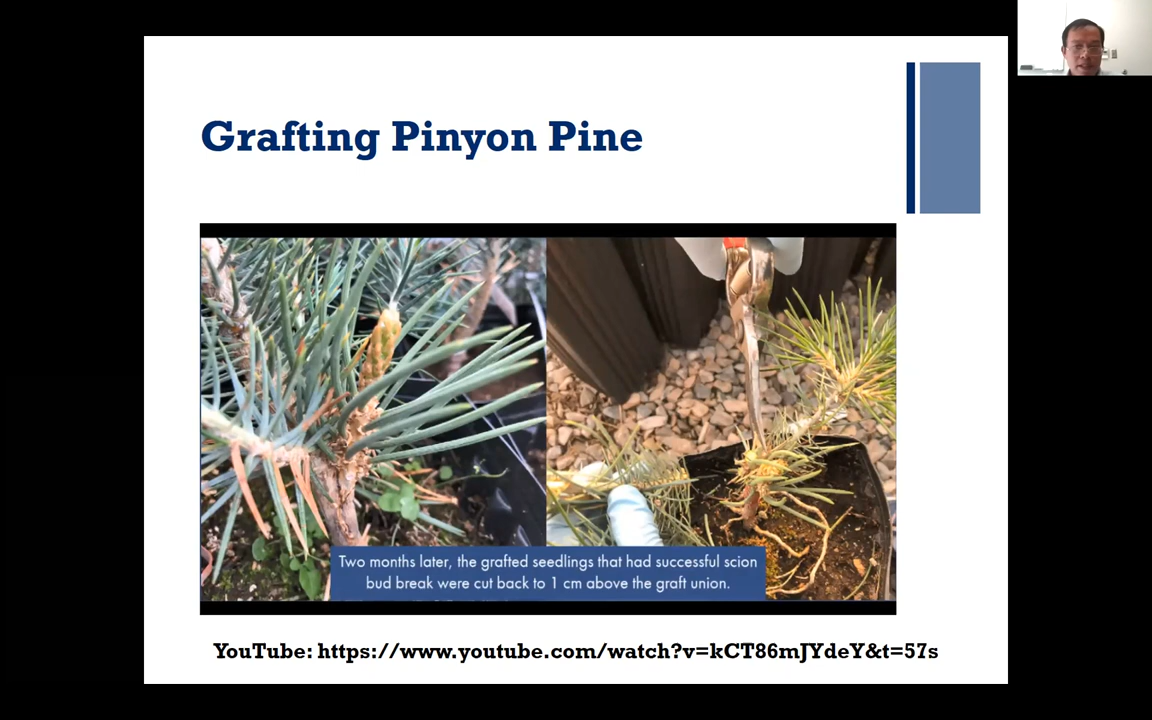 Grafting Pinyon Pine
Two months later, the grafted seedlings that had successful scion
bud break were cut back to 1 cm above the graft union.
YouTube: https://www.youtube.com/watch?v=kCT86mJYdeY&t=57s